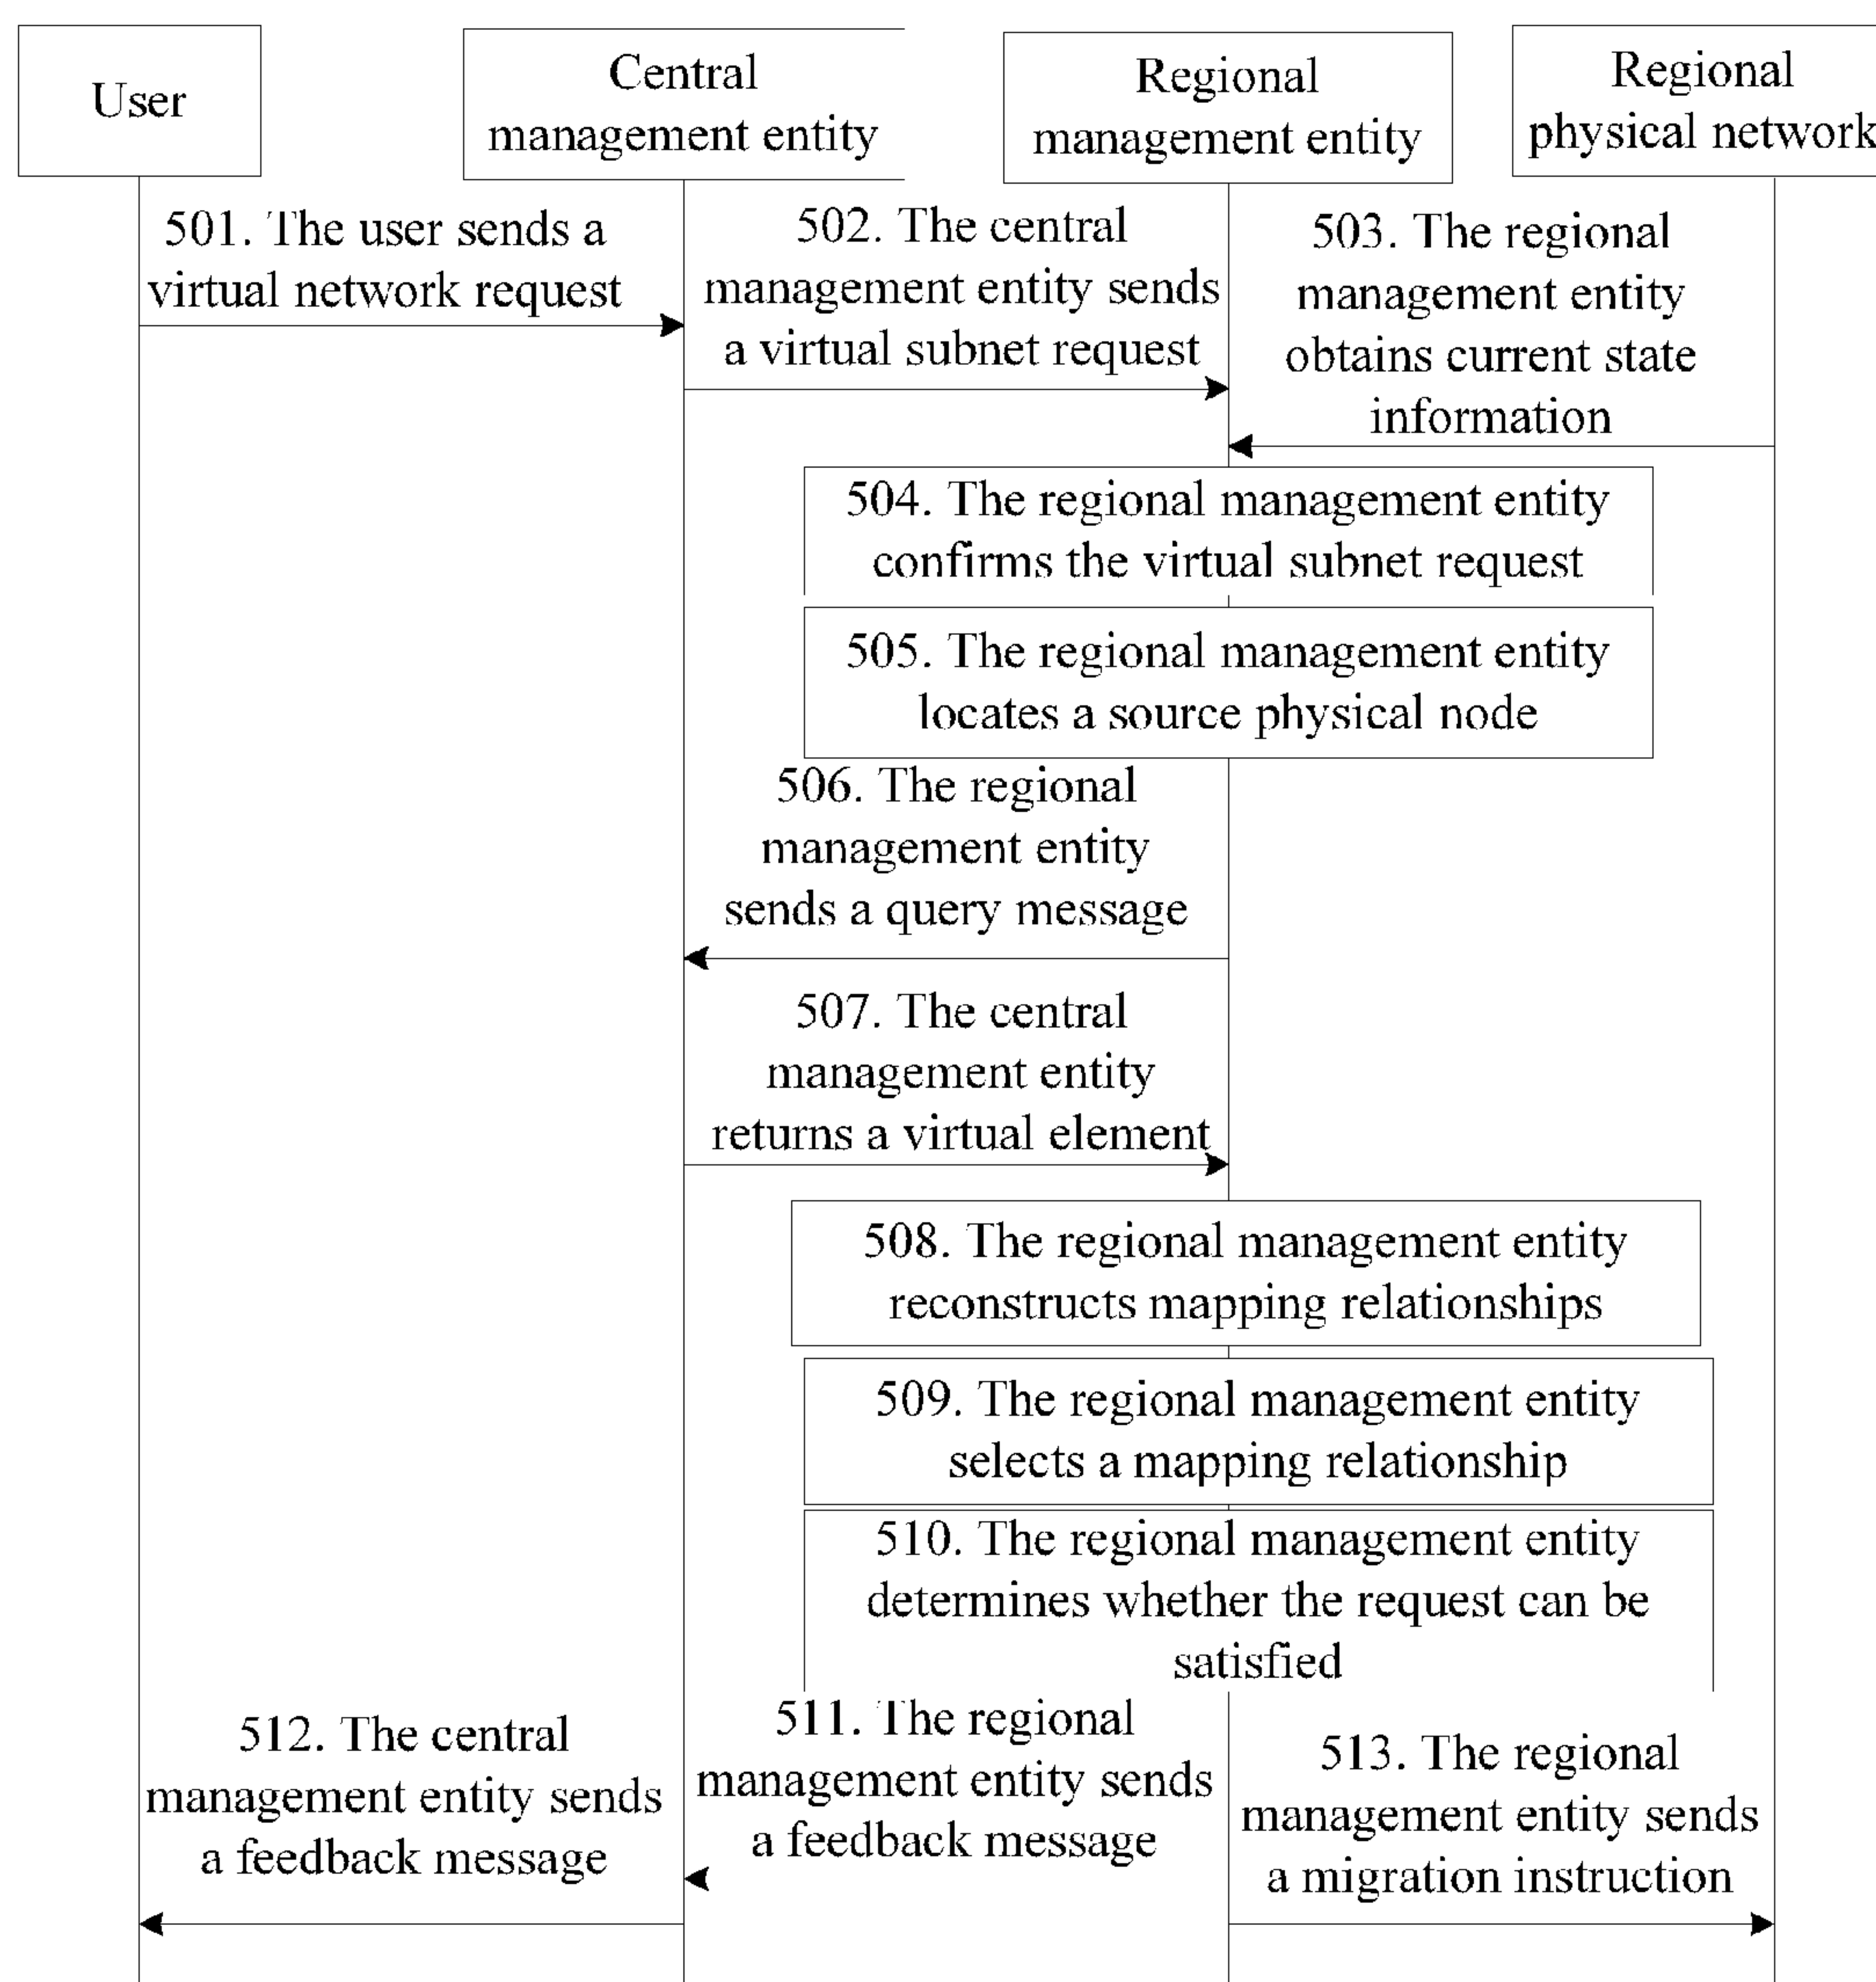 User
Central
management entity
Regional
management entity
Regional
physical network
501. The user sends a
virtual network request
502. The central
management entity sends
a virtual subnet request
503. The regional
management entity
obtains current state
information
504. The regional management entity
confirms the virtual subnet request
505. The regional management entity
locates a source physical node
506. The regional
management entity
sends a query message
507. The central
management entity
returns a virtual element
508. The regional management entity
reconstructs mapping relationships
509. The regional management entity
selects a mapping relationship
510. The regional management entity
determines whether the request can be
satisfied
511. The regional
management entity sends
a feedback message
512. The central
management entity sends
a feedback message
513. The regional
management entity sends
a migration instruction